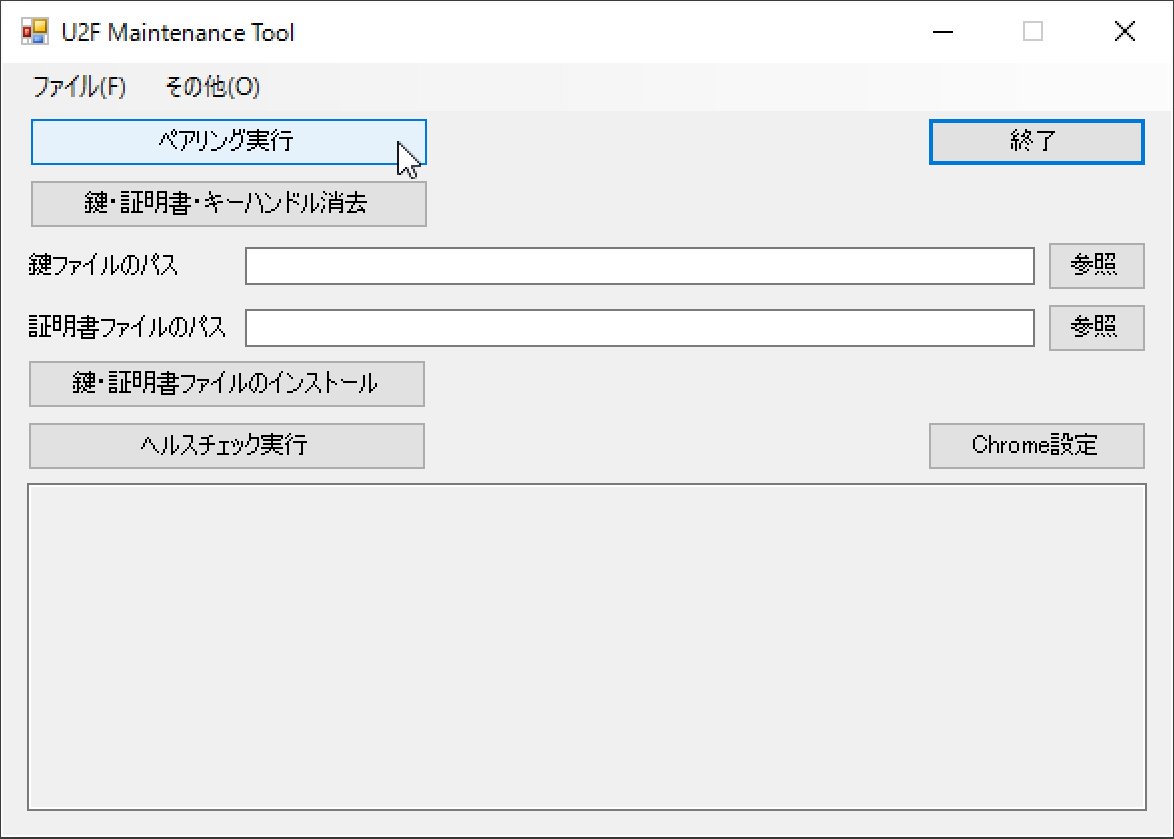 U2F Maintenance Tool
ファイル(F) その他(O)
ペアリング実行 終了
鍵・証明書・キーハンドル消去
鍵ファイルのパス 参照
証明書ファイルのパス 参照
鍵・証明書ファイルのインストール
ヘルスチェック実行 Chrome設定